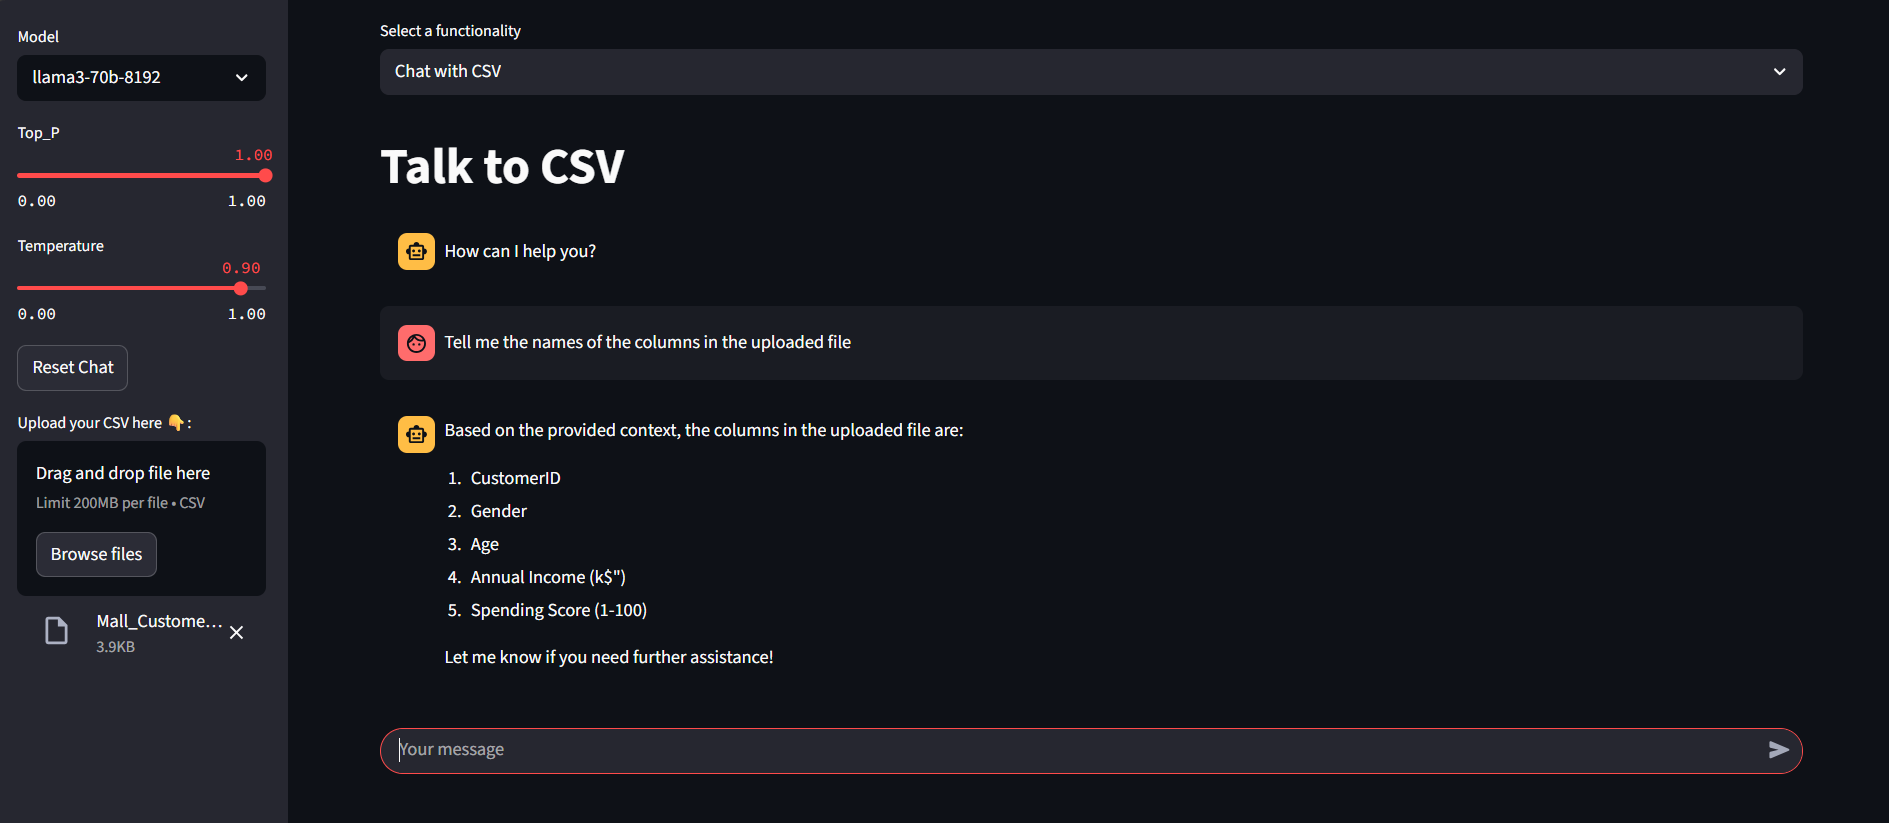 Model
llama3-70b-8192
Top_P
1.00
0.00 1.00
Temperature
0.90
0.00 1.00
Reset Chat
Upload your CSV here 👇:
Drag and drop file here
Limit 200MB per file • CSV
Browse files
Mall_Custome...
3.9KB
Select a functionality
Chat with CSV
Talk to CSV
How can I help you?
Tell me the names of the columns in the uploaded file
Based on the provided context, the columns in the uploaded file are:
1. CustomerID
2. Gender
3. Age
4. Annual Income (k$")
5. Spending Score (1-100)
Let me know if you need further assistance!
Your message